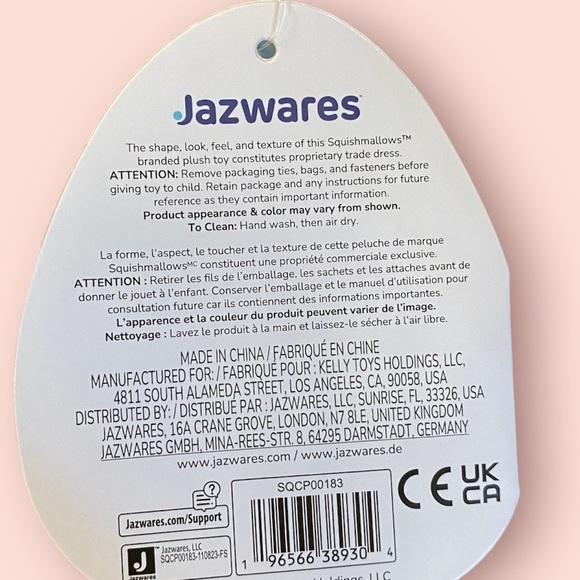 Jazwares
The shape, look, feel, and texture of this Squishmallows™
branded plush toy constitutes proprietary trade dress.
ATTENTION: Remove packaging ties, bags, and fasteners before
giving toy to child. Retain package and any instructions for future
reference as they contain important information.
Product appearance & color may vary from shown.
To Clean: Hand wash, then air dry.
La forme, l'aspect, le toucher et la texture de cette peluche de marque
Squishmallowsᴹᶜ constituent une propriété commerciale exclusive.
ATTENTION : Retirer les fils de l'emballage, les sachets et les attaches avant de
donner le jouet à l'enfant. Conserver l'emballage et le manuel d'utilisation pour
consultation future car ils contiennent des informations importantes.
L'apparence et la couleur du produit peuvent varier de l'image.
Nettoyage : Lavez le produit à la main et laissez-le sécher à l'air libre.
MADE IN CHINA / FABRIQUÉ EN CHINE
MANUFACTURED FOR: / FABRIQUÉ POUR : KELLY TOYS HOLDINGS, LLC,
4811 SOUTH ALAMEDA STREET, LOS ANGELES, CA, 90058, USA
DISTRIBUTED BY: / DISTRIBUÉ PAR : JAZWARES, LLC, SUNRISE, FL, 33326, USA
JAZWARES, 16A CRANE GROVE, LONDON, N7 8LE, UNITED KINGDOM
JAZWARES GMBH, MINA-REES-STR. 8, 64295 DARMSTADT, GERMANY
www.jazwares.com / www.jazwares.de
?
Jazwares.com/Support
J
Jazwares
™ Jazwares, LLC
SQCP00183-110823-FS
SQCP00183
1 96566 38930 4
CE UK
CA
Holdings, LLC